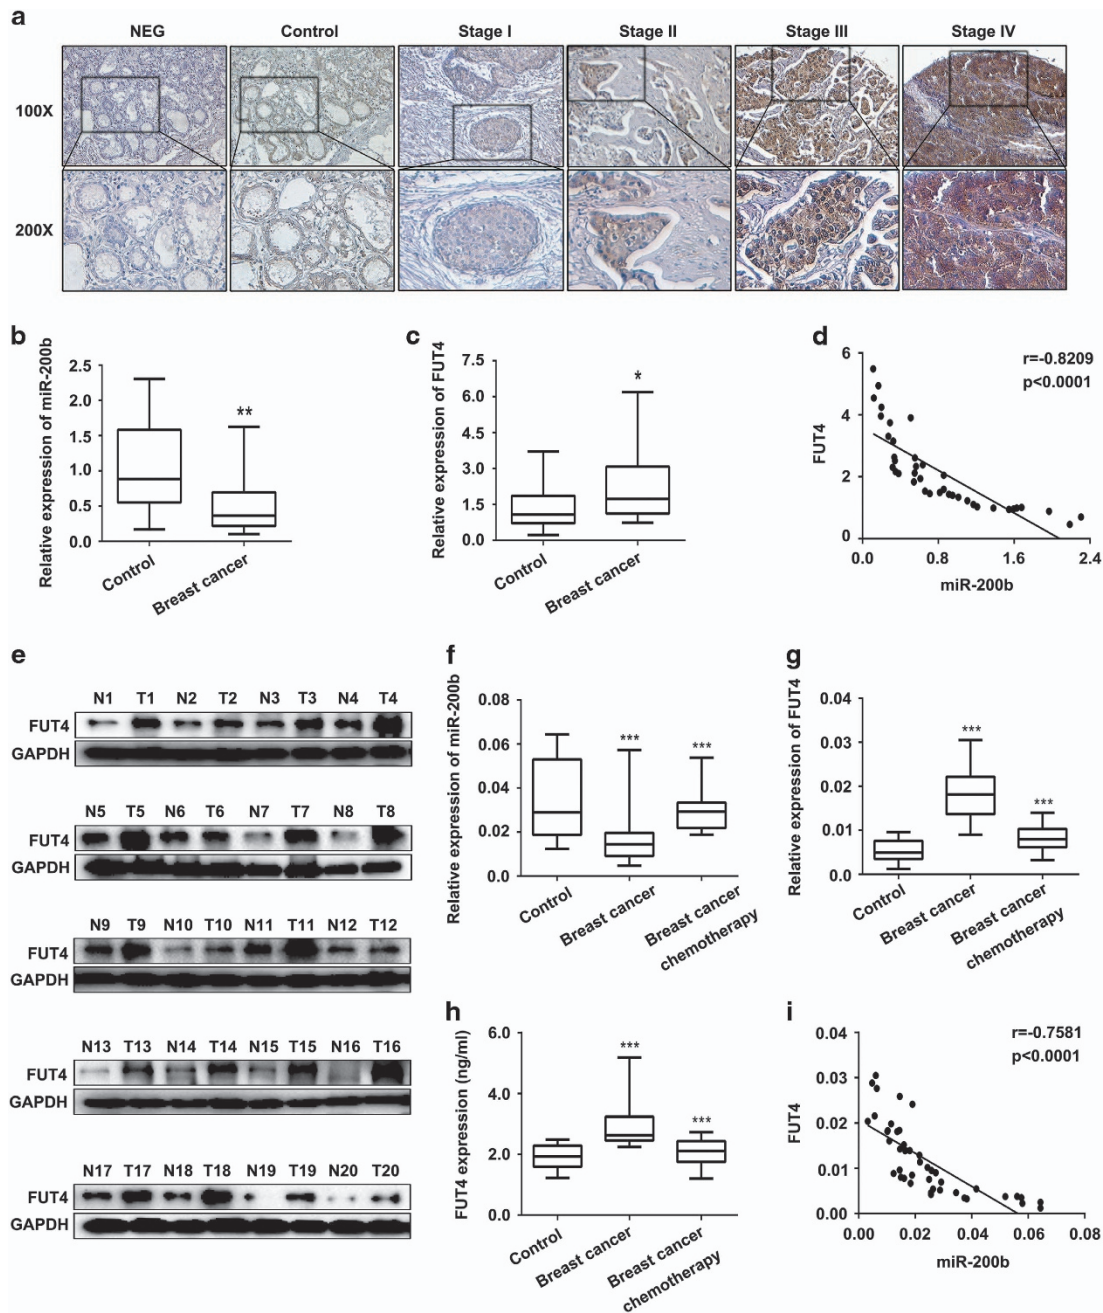 a
NEG Control Stage I Stage II Stage III Stage IV
100X
200X
b
Relative expression of miR-200b
2.5
2.0
1.5
1.0
0.5
0.0
**
Control
Breast cancer
c
Relative expression of FUT4
7.5
6.0
4.5
3.0
1.5
0.0
*
Control
Breast cancer
d
r=-0.8209
p<0.0001
FUT4
6
4
2
0
0.0 0.8 1.6 2.4
miR-200b
e
N1 T1 N2 T2 N3 T3 N4 T4
FUT4
GAPDH
N5 T5 N6 T6 N7 T7 N8 T8
FUT4
GAPDH
N9 T9 N10 T10 N11 T11 N12 T12
FUT4
GAPDH
N13 T13 N14 T14 N15 T15 N16 T16
FUT4
GAPDH
N17 T17 N18 T18 N19 T19 N20 T20
FUT4
GAPDH
f
Relative expression of miR-200b
0.08
0.06
0.04
0.02
0.00
*** ***
Control
Breast cancer
Breast cancer
chemotherapy
g
Relative expression of FUT4
0.04
0.03
0.02
0.01
0.00
***
***
Control
Breast cancer
Breast cancer
chemotherapy
h
FUT4 expression (ng/ml)
6.0
4.0
2.0
0.0
***
***
Control
Breast cancer
Breast cancer
chemotherapy
i
r=-0.7581
p<0.0001
FUT4
0.04
0.03
0.02
0.01
0.00
0.00 0.02 0.04 0.06 0.08
miR-200b